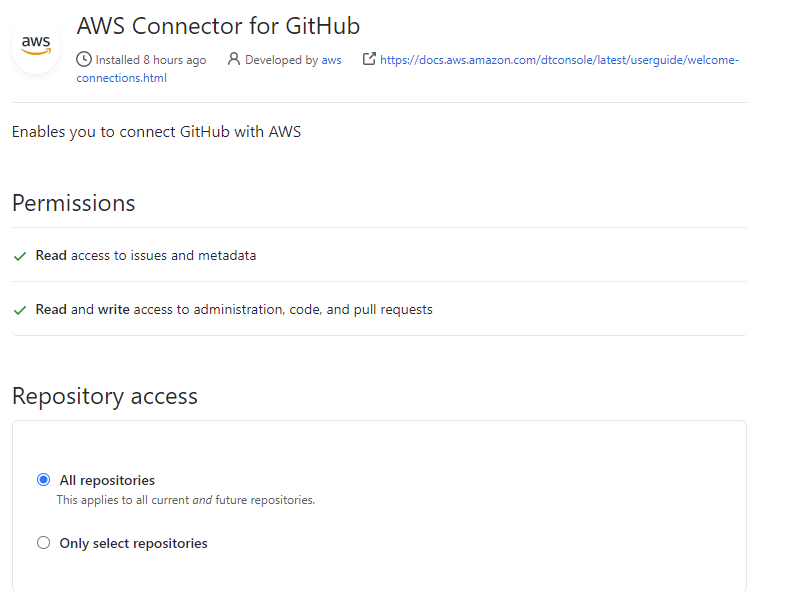 AWS Connector for GitHub
aws
Installed 8 hours ago Developed by aws https://docs.aws.amazon.com/dtconsole/latest/userguide/welcome-
connections.html
Enables you to connect GitHub with AWS
Permissions
Read access to issues and metadata
Read and write access to administration, code, and pull requests
Repository access
All repositories
This applies to all current and future repositories.
Only select repositories